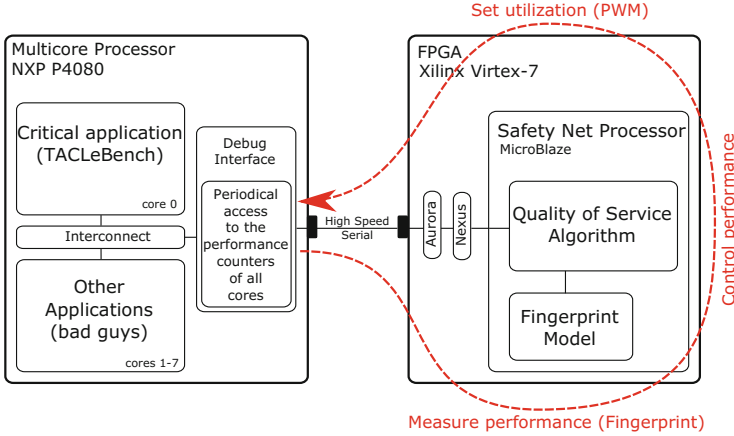 Set utilization (PWM)
Multicore Processor
NXP P4080
Critical application
(TACLeBench)
core 0
Interconnect
Other
Applications
(bad guys)
cores 1-7
Debug
Interface
Periodical
access
to the
performance
counters
of all
cores
High Speed
Serial
FPGA
Xilinx Virtex-7
Aurora
Nexus
Safety Net Processor
MicroBlaze
Quality of Service
Algorithm
Fingerprint
Model
Control performance
Measure performance (Fingerprint)